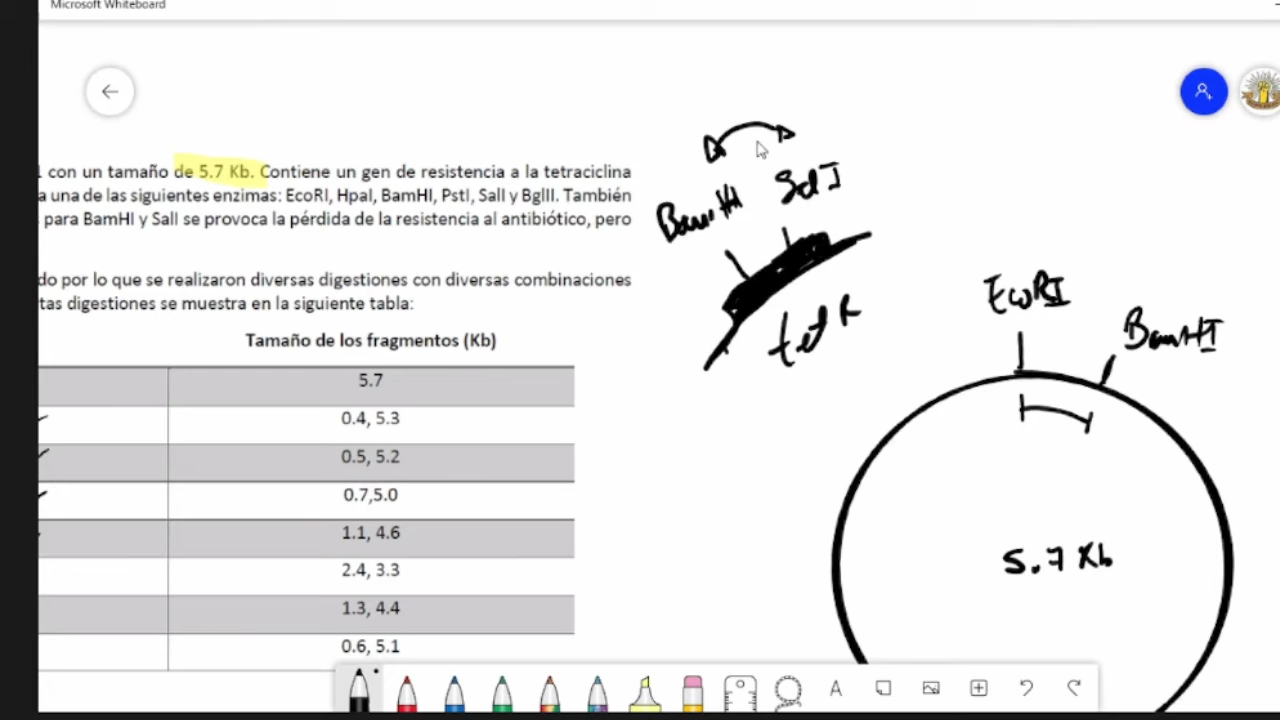 Microsoft Whiteboard
1 con un tamaño de 5.7 Kb. Contiene un gen de resistencia a la tetraciclina
a una de las siguientes enzimas: EcoRI, HpaI, BamHI, PstI, SalI y BglII. También
para BamHI y SalI se provoca la pérdida de la resistencia al antibiótico, pero
do por lo que se realizaron diversas digestiones con diversas combinaciones
tas digestiones se muestra en la siguiente tabla:
Tamaño de los fragmentos (Kb)
5.7
0.4, 5.3
0.5, 5.2
0.7,5.0
1.1, 4.6
2.4, 3.3
1.3, 4.4
0.6, 5.1
BamHI
SalI
tet R
EcoRI
BamHI
5.7 Kb
A